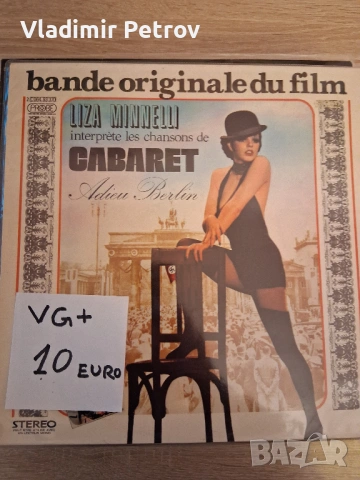 Vladimir Petrov
bande originale du film
LIZA MINNELLI
interprète les chansons de
CABARET
Adieu Berlin
VG+
10 EURO
STEREO
BAZAR